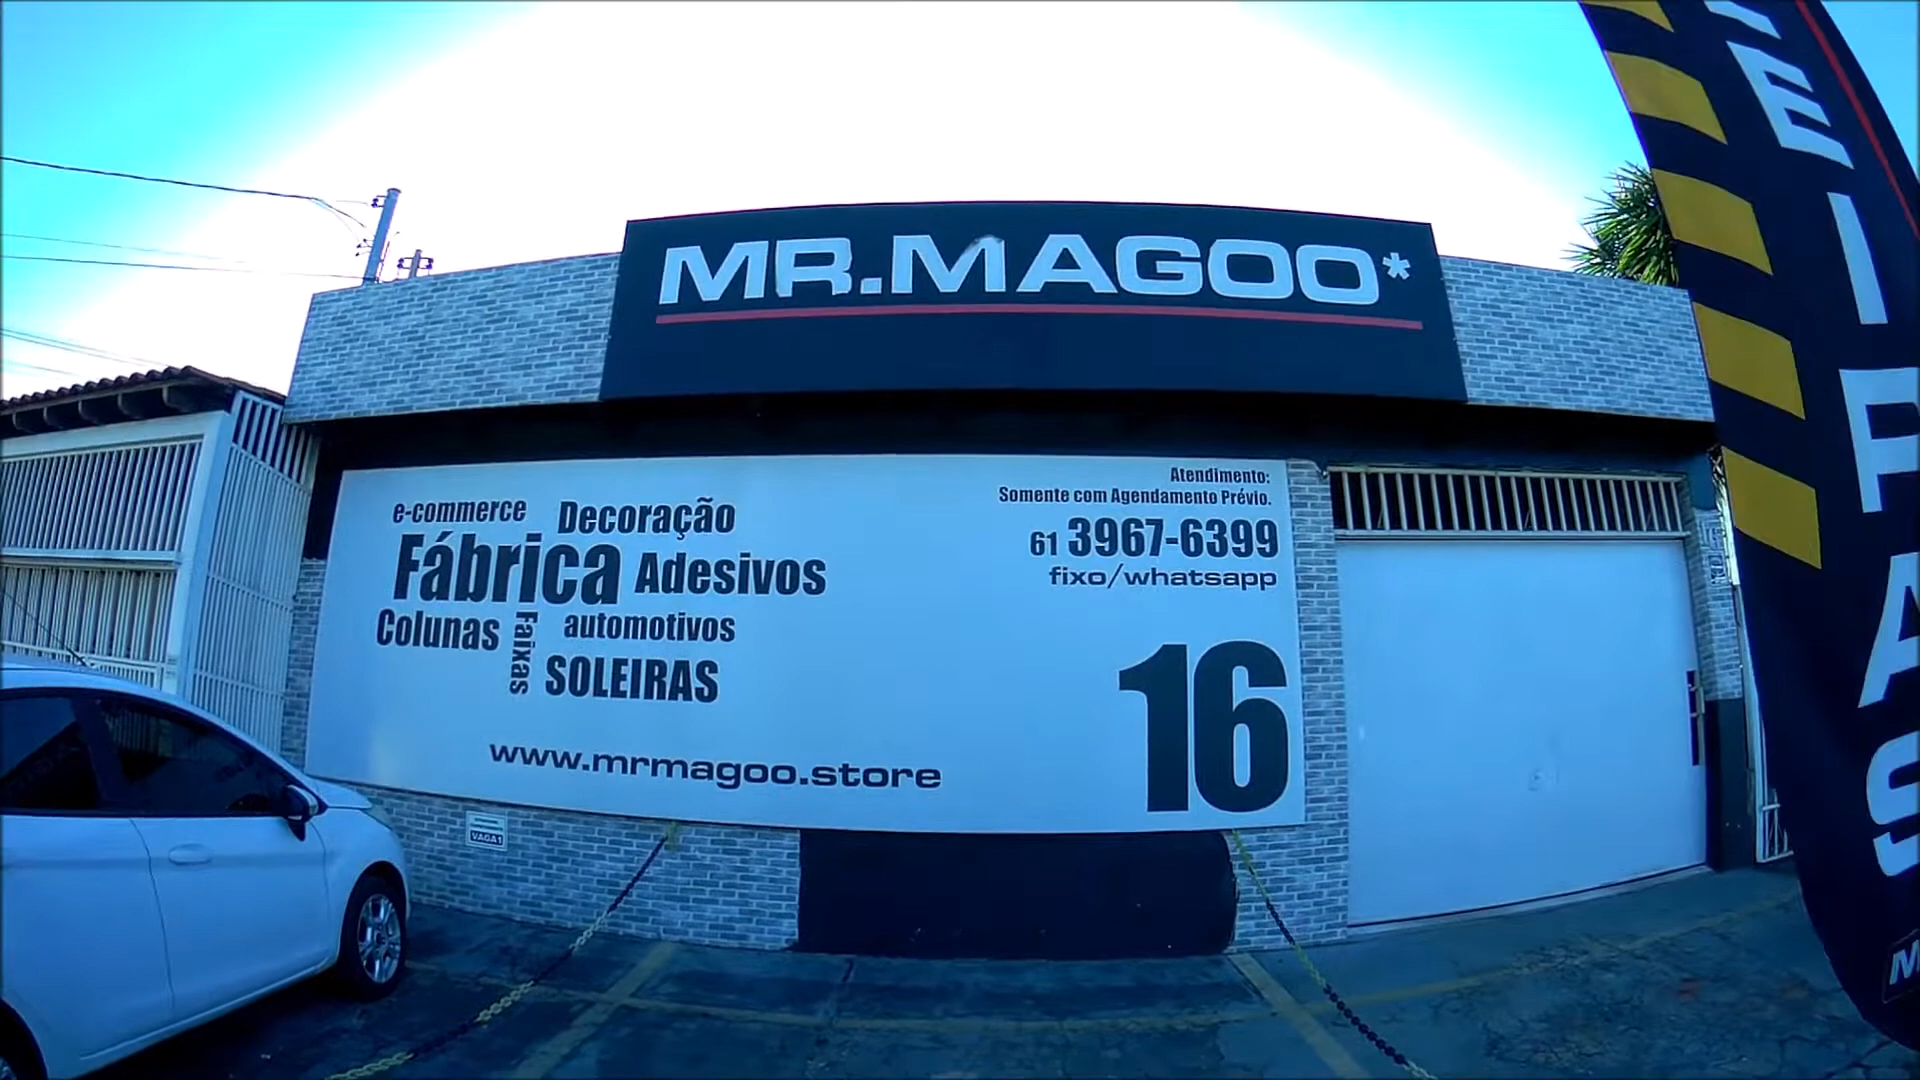 MR.MAGOO*
e-commerce
Decoração
Fábrica
Adesivos
Colunas
Faixas
automotivos
SOLEIRAS
www.mrmagoo.store
Atendimento:
Somente com Agendamento Prévio.
61 3967-6399
fixo/whatsapp
16
VAGA1